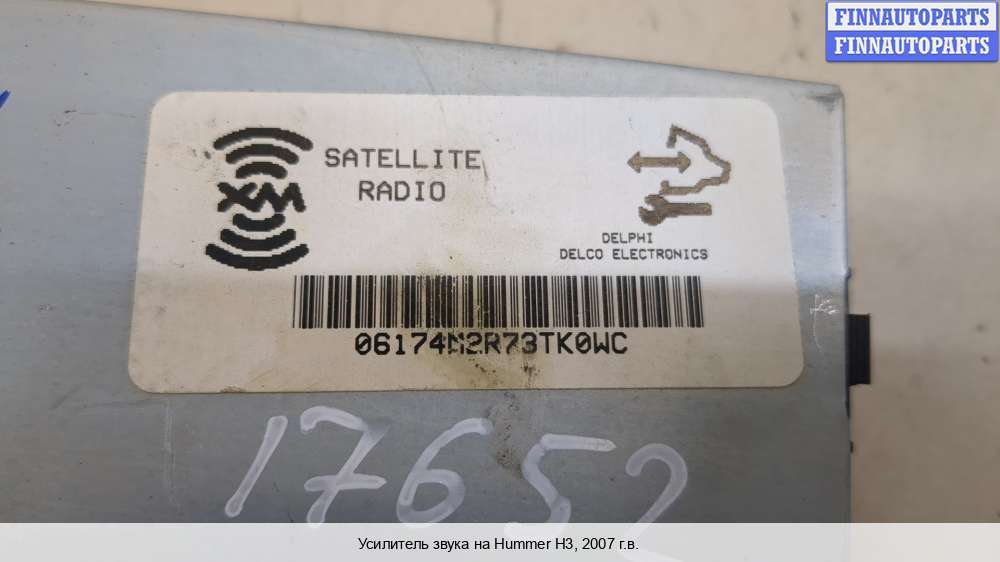 FINNAUTOPARTS
FINNAUTOPARTS
SATELLITE
RADIO
XM
DELPHI
DELCO ELECTRONICS
06174M2R73TK0WC
17652
Усилитель звука на Hummer H3, 2007 г.в.